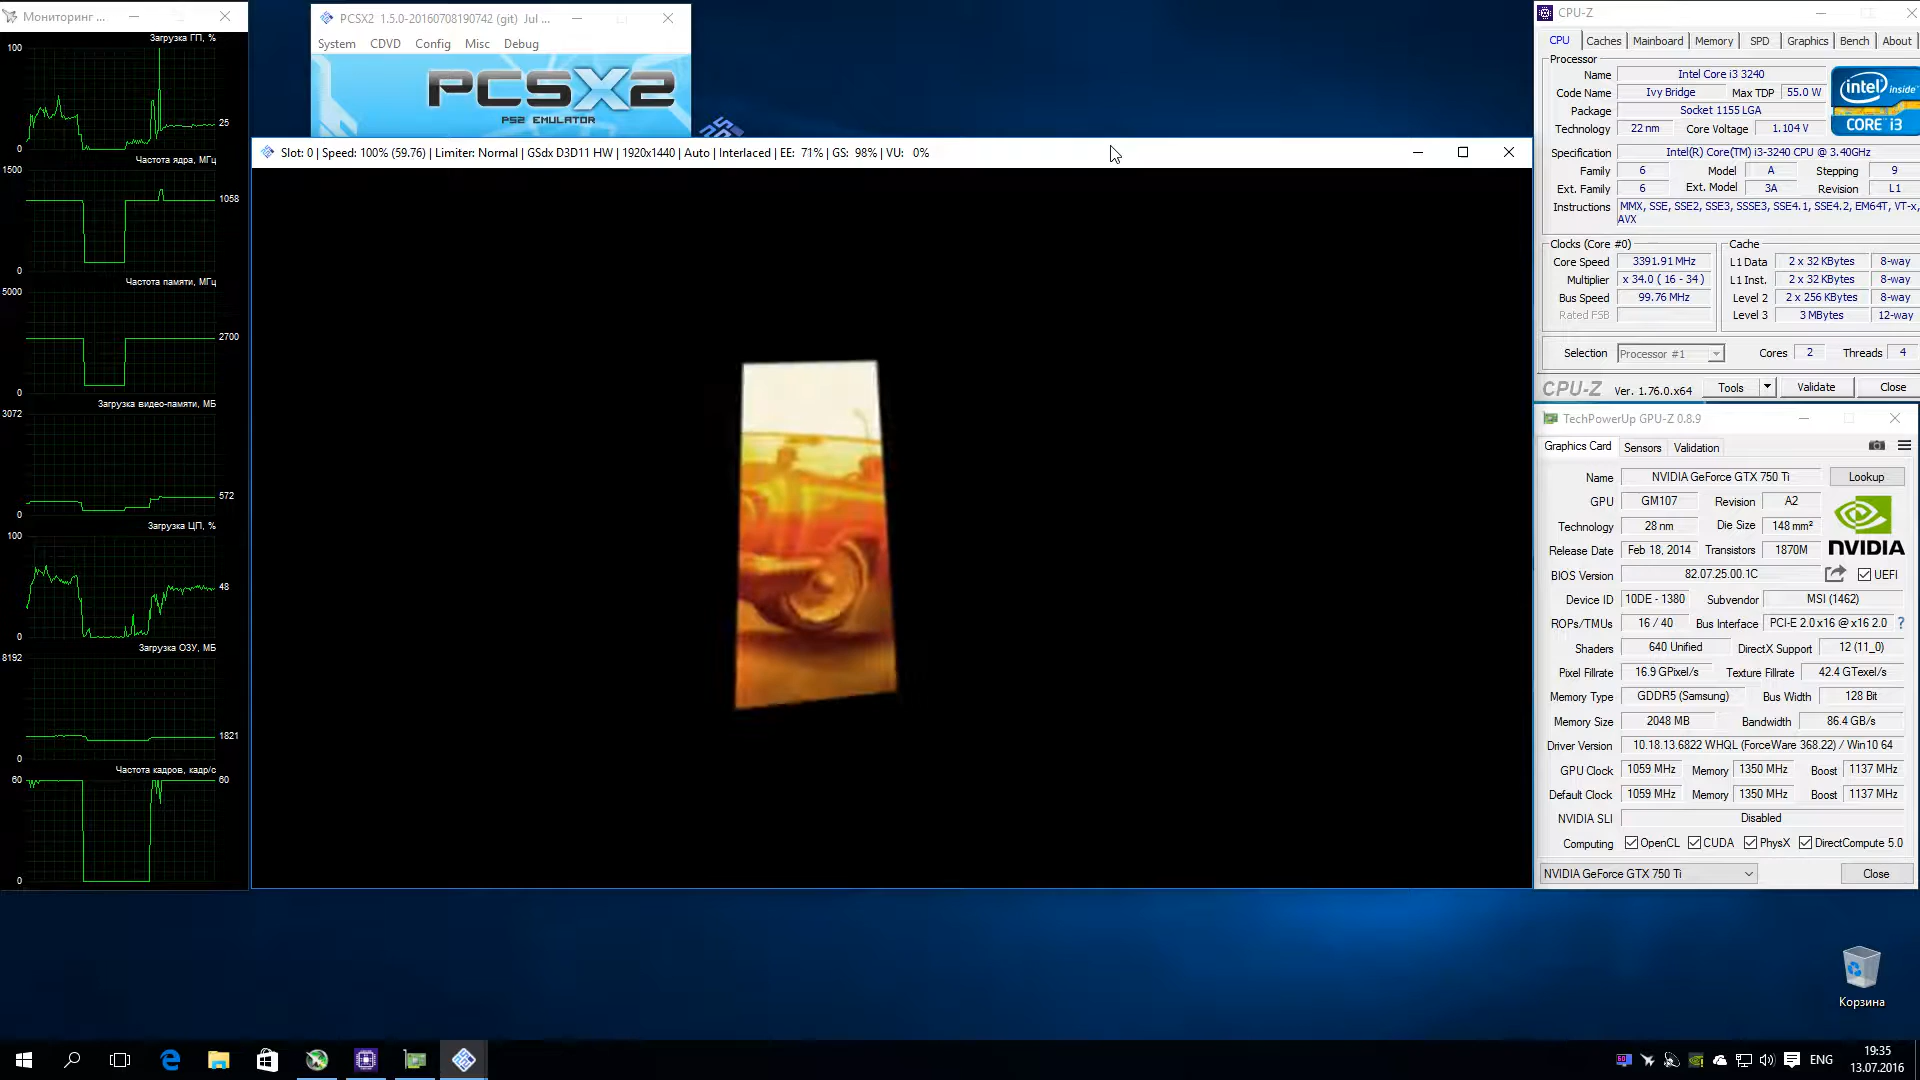 Мониторинг ...
Загрузка ГП, %
100
25
0
Частота ядра, МГц
1500
1058
0
Частота памяти, МГц
5000
2700
0
Загрузка видео-памяти, МБ
3072
572
0
Загрузка ЦП, %
100
48
0
Загрузка ОЗУ, МБ
8192
1821
0
Частота кадров, кадр/с
60
60
0
PCSX2 1.5.0-20160708190742 (git) Jul ...
System CDVD Config Misc Debug
PCSX2
PS2 EMULATOR
Slot: 0 | Speed: 100% (59.76) | Limiter: Normal | GSdx D3D11 HW | 1920x1440 | Auto | Interlaced | EE: 71% | GS: 98% | VU: 0%
CPU-Z
CPU Caches Mainboard Memory SPD Graphics Bench About
Processor
Name Intel Core i3 3240
Code Name Ivy Bridge Max TDP 55.0 W
Package Socket 1155 LGA
Technology 22 nm Core Voltage 1.104 V
intel inside
CORE i3
Specification Intel(R) Core(TM) i3-3240 CPU @ 3.40GHz
Family 6 Model A Stepping 9
Ext. Family 6 Ext. Model 3A Revision L1
Instructions MMX, SSE, SSE2, SSE3, SSSE3, SSE4.1, SSE4.2, EM64T, VT-x,
AVX
Clocks (Core #0)
Core Speed 3391.91 MHz
Multiplier x 34.0 ( 16 - 34 )
Bus Speed 99.76 MHz
Rated FSB
Cache
L1 Data 2 x 32 KBytes 8-way
L1 Inst. 2 x 32 KBytes 8-way
Level 2 2 x 256 KBytes 8-way
Level 3 3 MBytes 12-way
Selection Processor #1 Cores 2 Threads 4
CPU-Z Ver. 1.76.0.x64 Tools Validate Close
TechPowerUp GPU-Z 0.8.9
Graphics Card Sensors Validation
Name NVIDIA GeForce GTX 750 Ti Lookup
GPU GM107 Revision A2
Technology 28 nm Die Size 148 mm²
Release Date Feb 18, 2014 Transistors 1870M
NVIDIA
BIOS Version 82.07.25.00.1C UEFI
Device ID 10DE - 1380 Subvendor MSI (1462)
ROPs/TMUs 16 / 40 Bus Interface PCI-E 2.0 x16 @ x16 2.0 ?
Shaders 640 Unified DirectX Support 12 (11_0)
Pixel Fillrate 16.9 GPixel/s Texture Fillrate 42.4 GTexel/s
Memory Type GDDR5 (Samsung) Bus Width 128 Bit
Memory Size 2048 MB Bandwidth 86.4 GB/s
Driver Version 10.18.13.6822 WHQL (ForceWare 368.22) / Win10 64
GPU Clock 1059 MHz Memory 1350 MHz Boost 1137 MHz
Default Clock 1059 MHz Memory 1350 MHz Boost 1137 MHz
NVIDIA SLI Disabled
Computing OpenCL CUDA PhysX DirectCompute 5.0
NVIDIA GeForce GTX 750 Ti Close
Корзина
60
ENG
19:35
13.07.2016